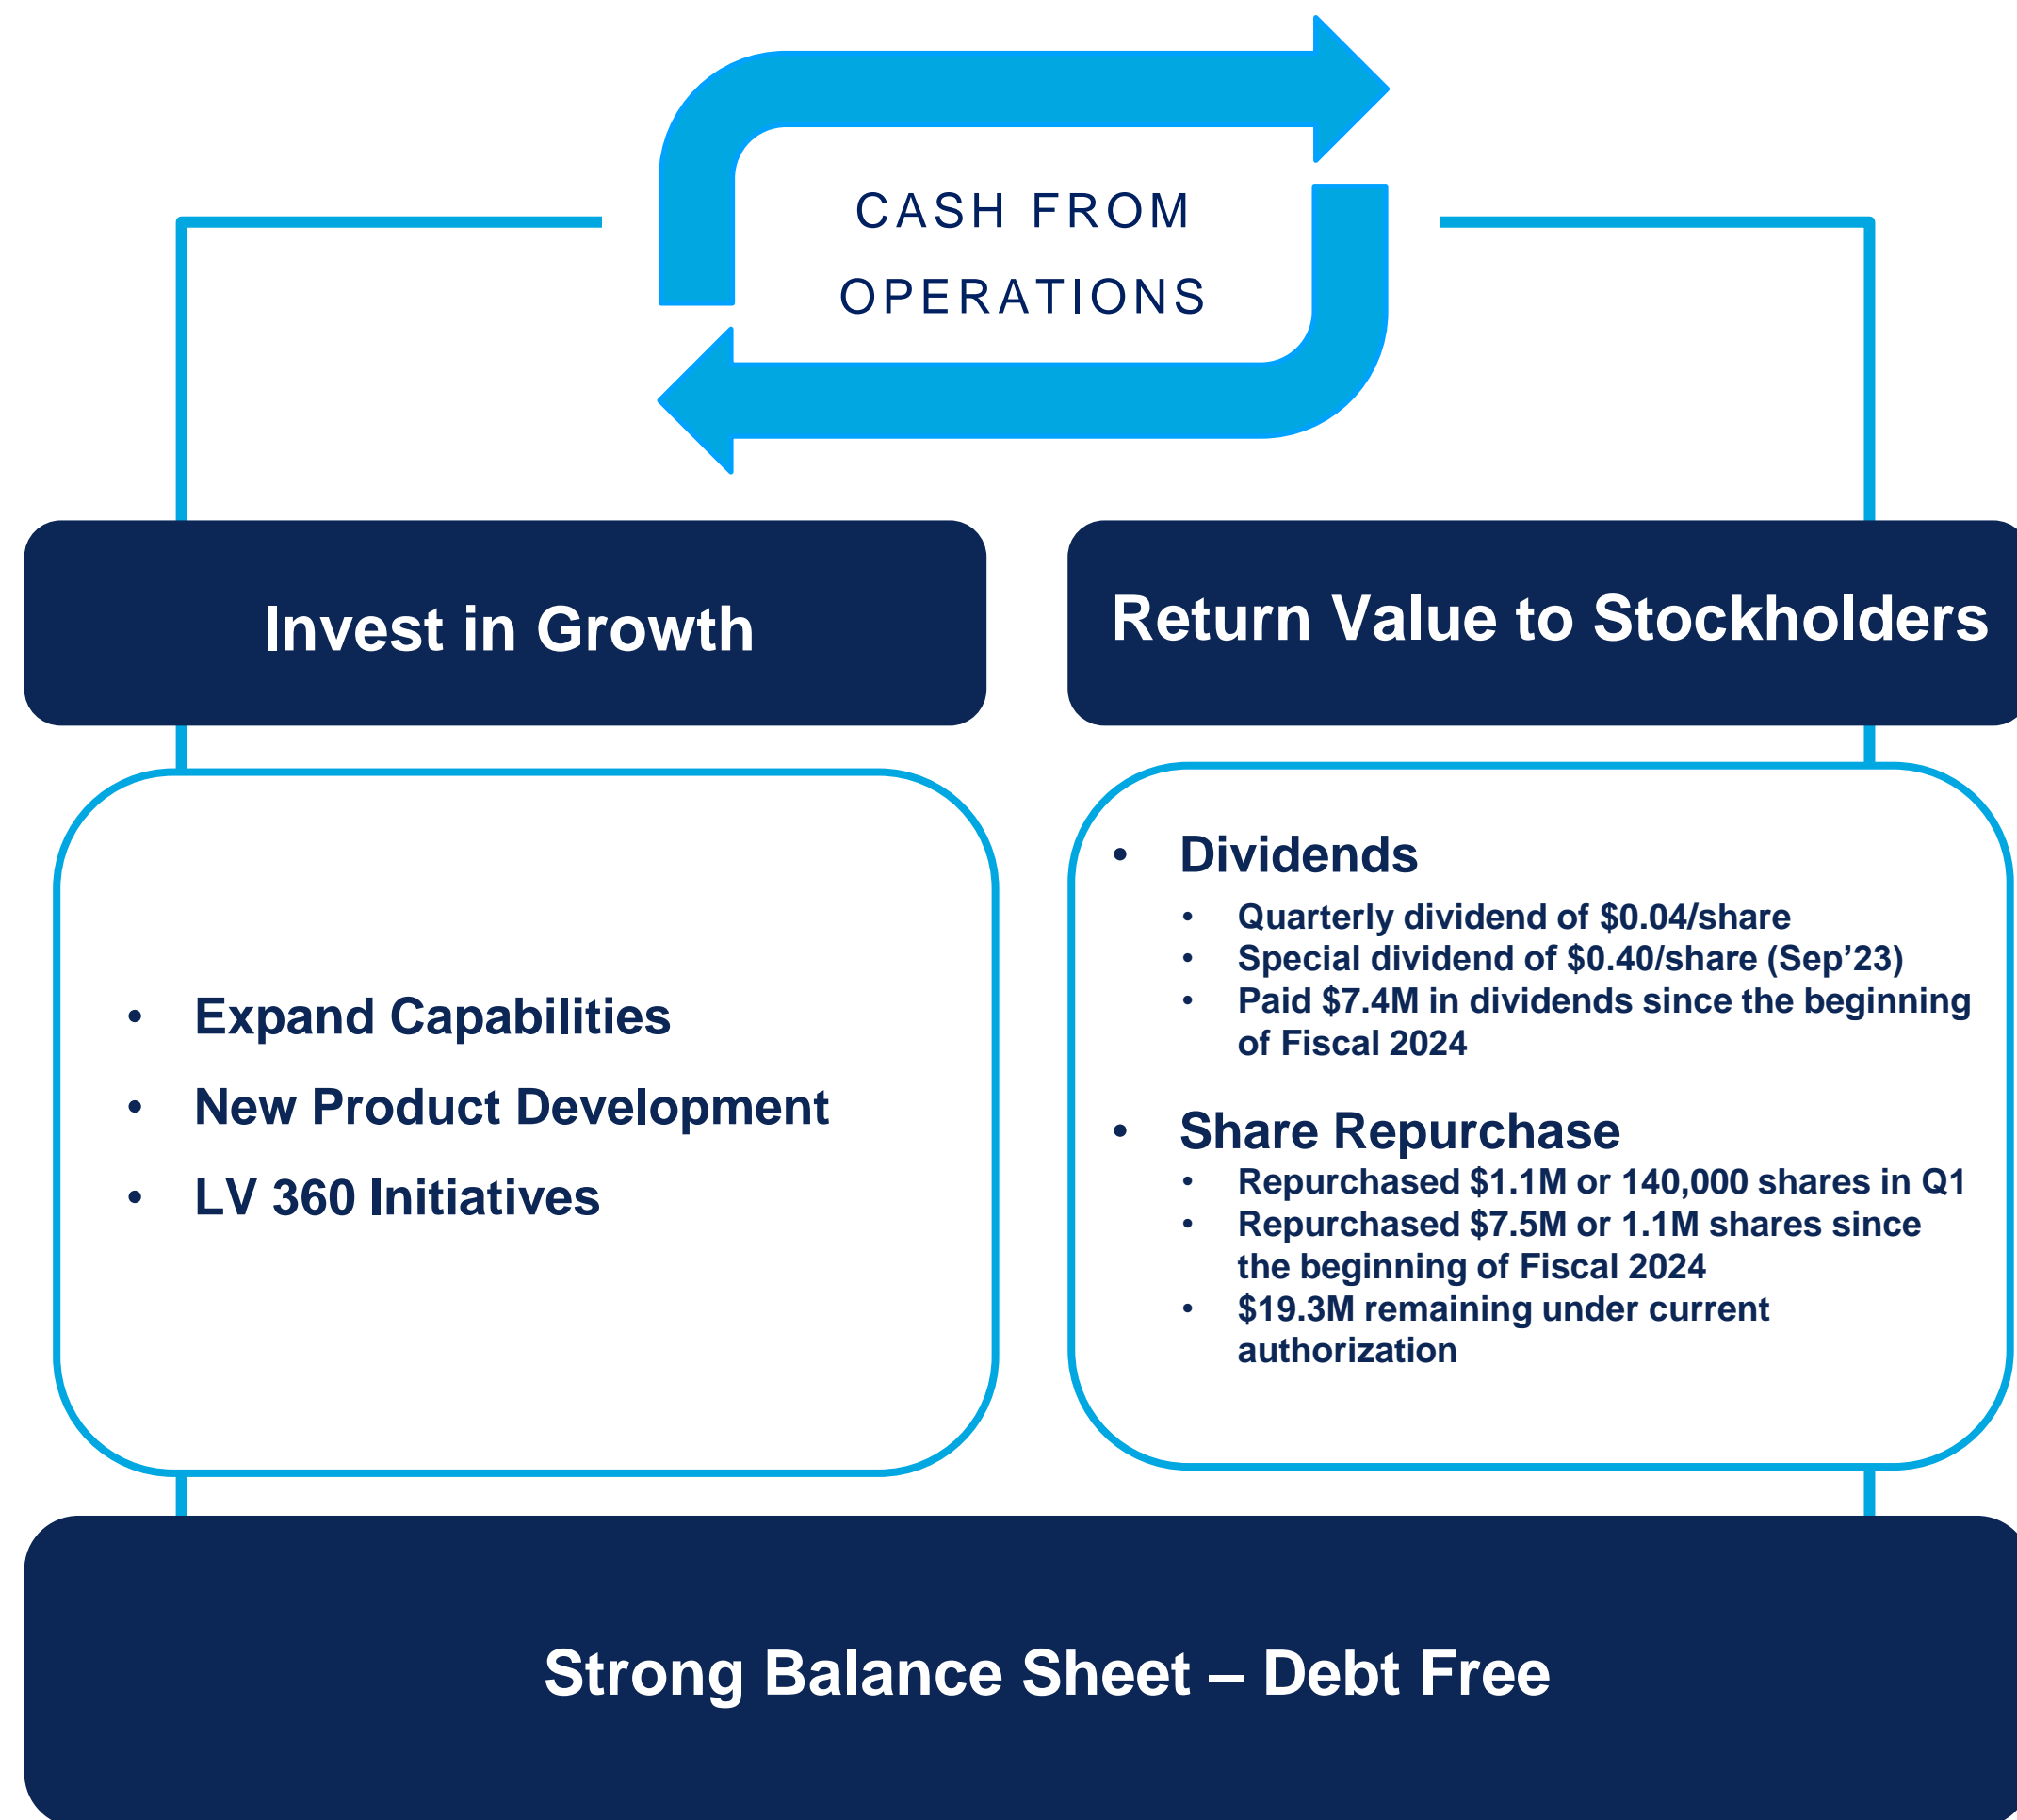 CASH FROM
OPERATIONS
Invest in Growth
Return Value to Stockholders
• Expand Capabilities
• New Product Development
• LV 360 Initiatives
• Dividends
• Quarterly dividend of $0.04/share
• Special dividend of $0.40/share (Sep’23)
• Paid $7.4M in dividends since the beginning
of Fiscal 2024
• Share Repurchase
• Repurchased $1.1M or 140,000 shares in Q1
• Repurchased $7.5M or 1.1M shares since
the beginning of Fiscal 2024
• $19.3M remaining under current
authorization
Strong Balance Sheet – Debt Free